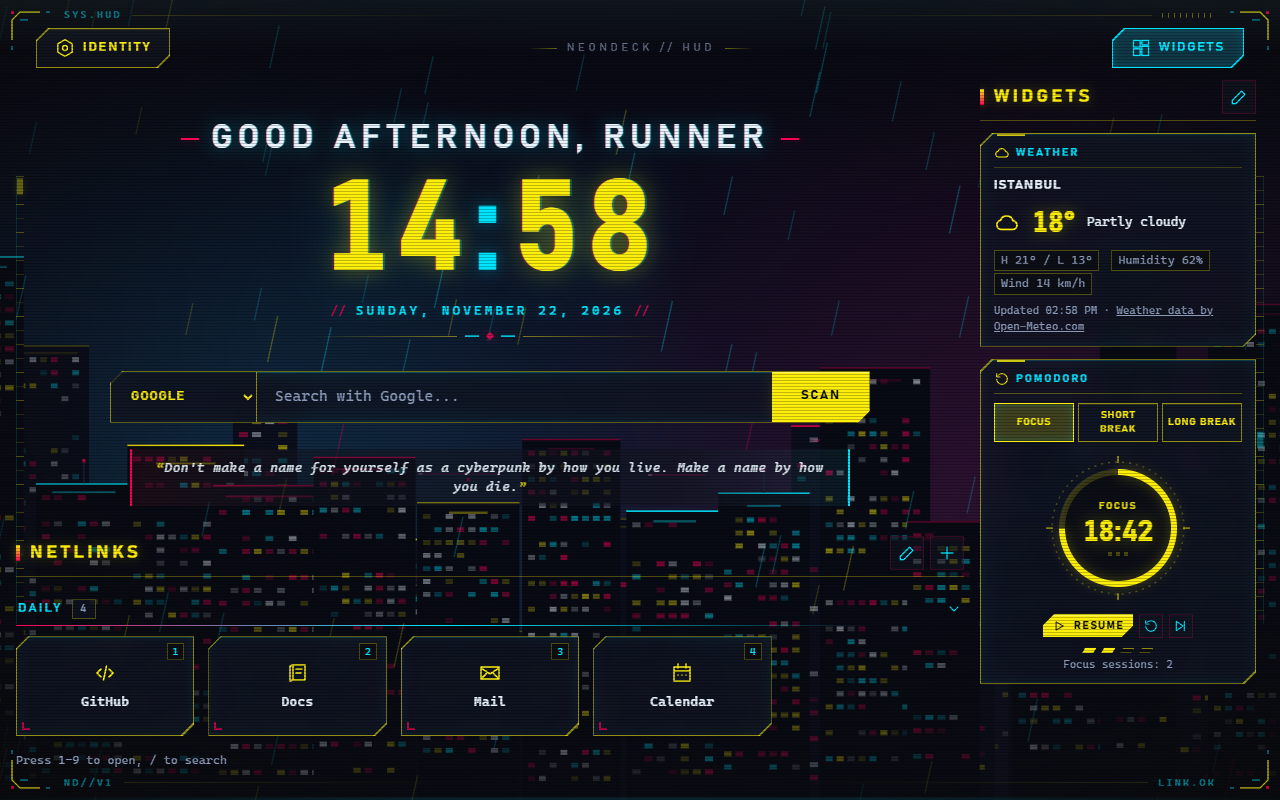 SYS.HUD
IDENTITY
NEONDECK // HUD
WIDGETS
GOOD AFTERNOON, RUNNER
14:58
// SUNDAY, NOVEMBER 22, 2026 //
GOOGLE
Search with Google...
SCAN
“Don't make a name for yourself as a cyberpunk by how you live. Make a name by how
you die.”
NETLINKS
DAILY 4
1
GitHub
2
Docs
3
Mail
4
Calendar
Press 1–9 to open, / to search
ND//V1
WIDGETS
WEATHER
ISTANBUL
18° Partly cloudy
H 21° / L 13°
Humidity 62%
Wind 14 km/h
Updated 02:58 PM · Weather data by
Open-Meteo.com
POMODORO
FOCUS
SHORT
BREAK
LONG BREAK
FOCUS
18:42
RESUME
Focus sessions: 2
LINK.OK